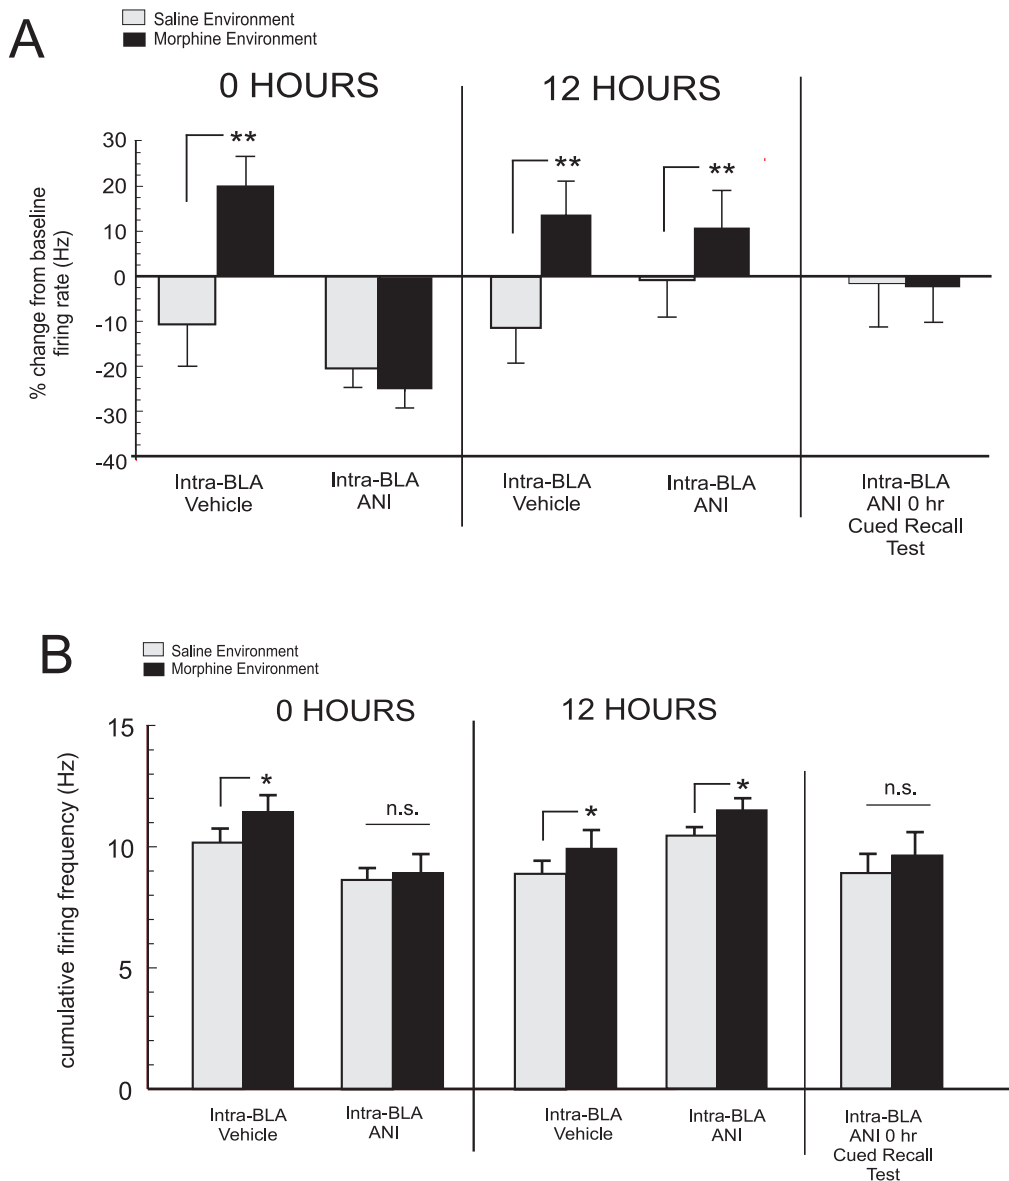 A
Saline Environment
Morphine Environment
0 HOURS
12 HOURS
% change from baseline
firing rate (Hz)
30
20
10
0
-10
-20
-30
-40
**
**
**
Intra-BLA
Vehicle
Intra-BLA
ANI
Intra-BLA
Vehicle
Intra-BLA
ANI
Intra-BLA
ANI 0 hr
Cued Recall
Test
B
Saline Environment
Morphine Environment
0 HOURS
12 HOURS
cumulative firing frequency (Hz)
15
10
5
0
*
n.s.
*
*
n.s.
Intra-BLA
Vehicle
Intra-BLA
ANI
Intra-BLA
Vehicle
Intra-BLA
ANI
Intra-BLA
ANI 0 hr
Cued Recall
Test